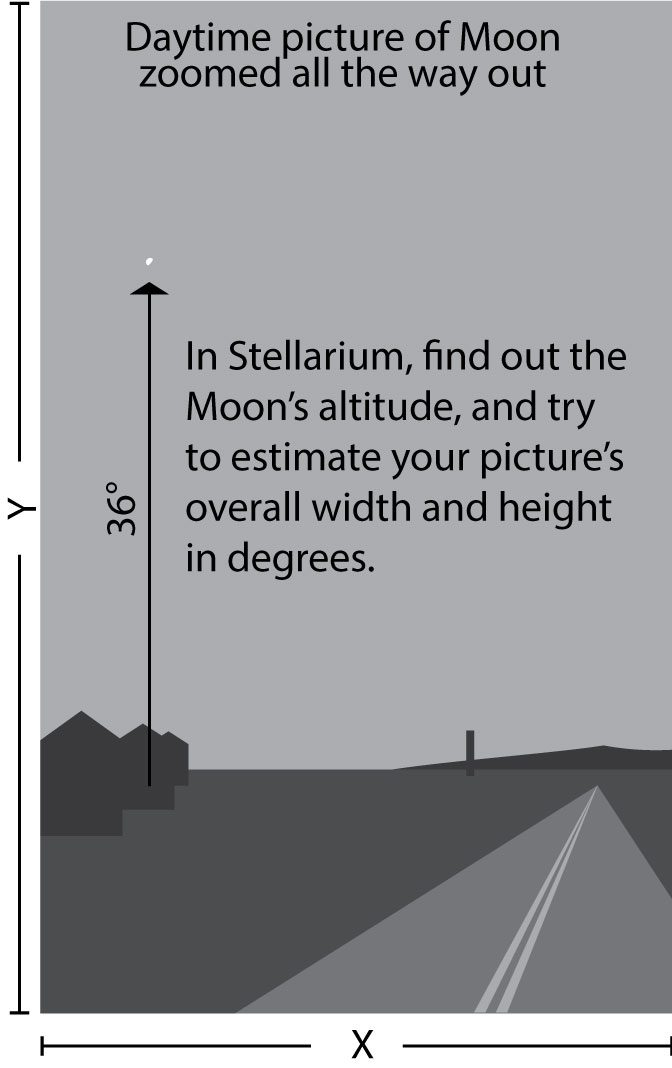 Daytime picture of Moon
zoomed all the way out
In Stellarium, find out the
Moon's altitude, and try
to estimate your picture's
overall width and height
in degrees.
36°
Y
X